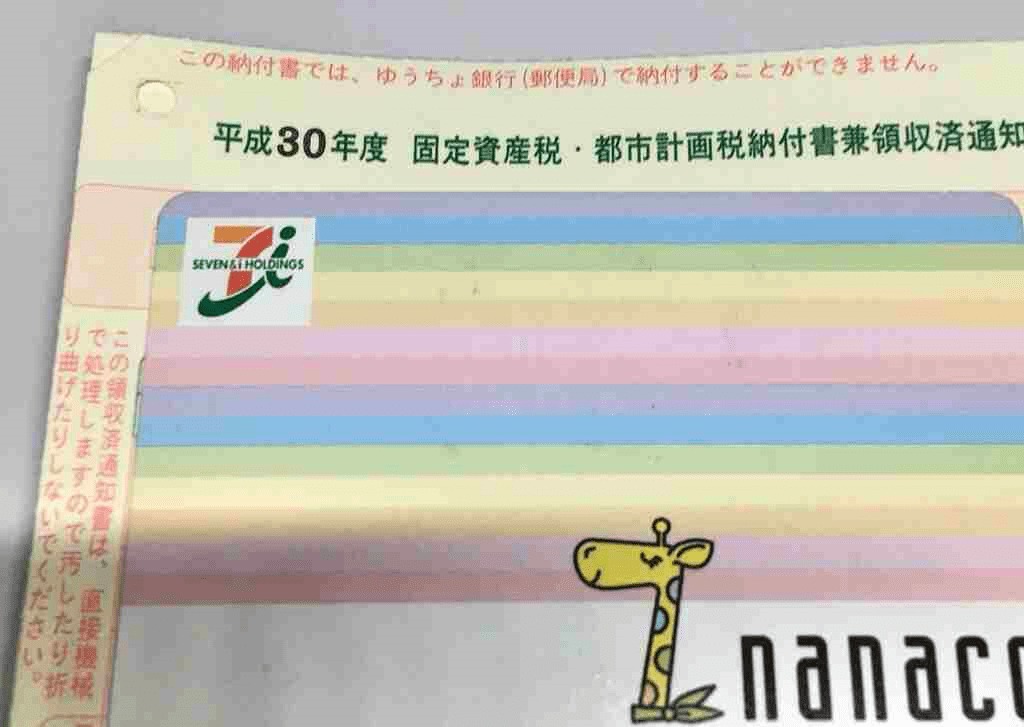 この納付書では、ゆうちょ銀行(郵便局)で納付することができません。
平成30年度 固定資産税・都市計画税納付書兼領収済通知
SEVEN&i HOLDINGS
この領収済通知書は、直接機械
で処理しますので汚したり折
り曲げたりしないでください。
nanaco